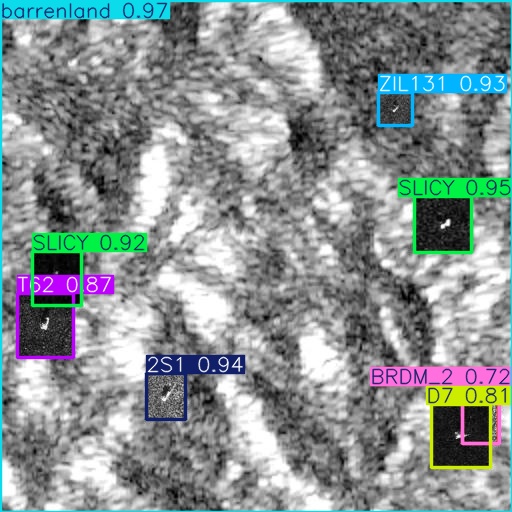 barrenland 0.97
ZIL131 0.93
SLICY 0.95
SLICY 0.92
T62 0.87
2S1 0.94
BRDM_2 0.72
D7 0.81